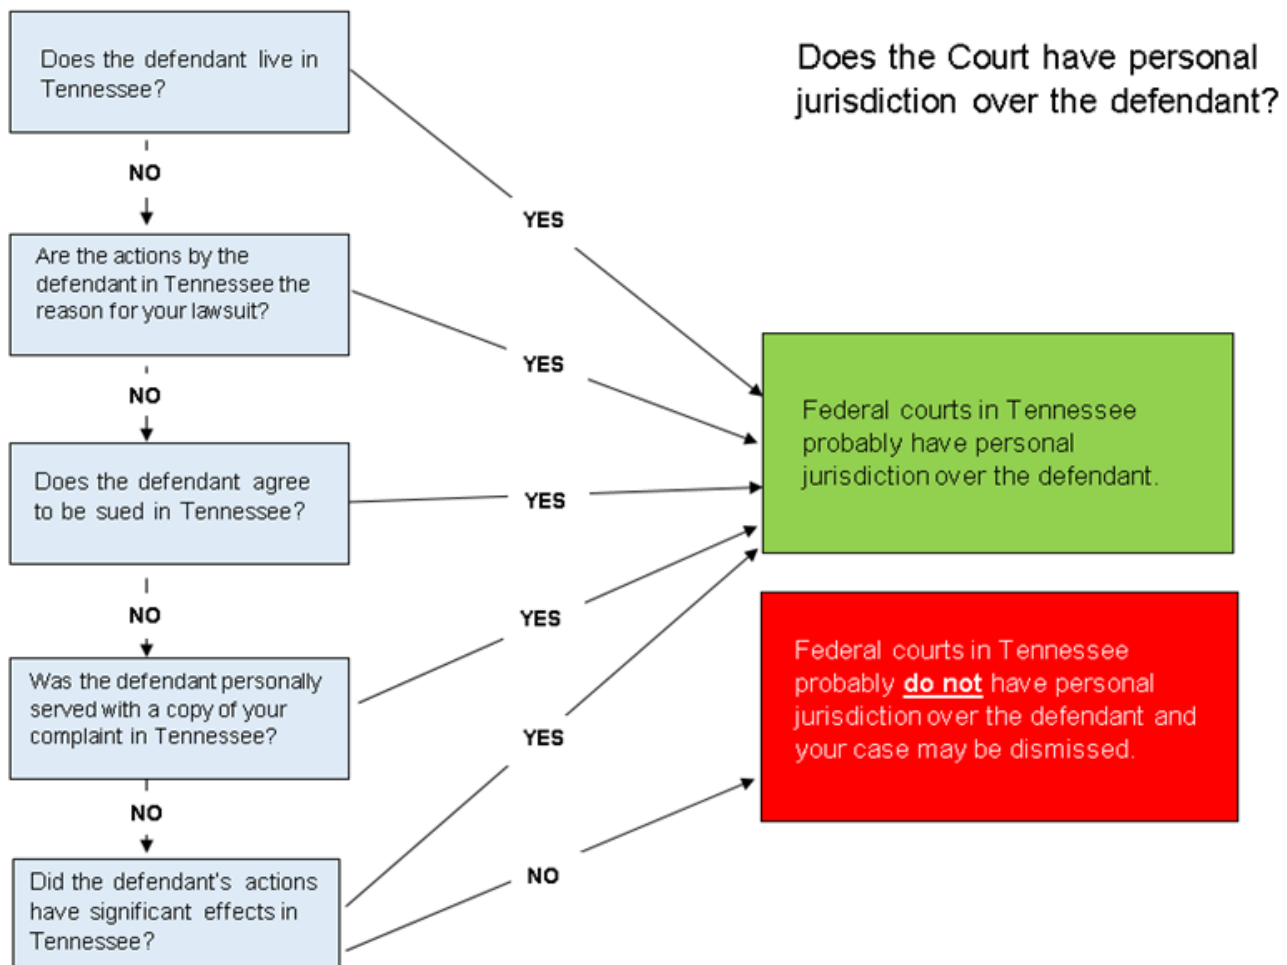 Does the Court have personal
jurisdiction over the defendant?
Does the defendant live in
Tennessee?
NO
YES
Are the actions by the
defendant in Tennessee the
reason for your lawsuit?
NO
YES
Does the defendant agree
to be sued in Tennessee?
NO
YES
Was the defendant personally
served with a copy of your
complaint in Tennessee?
NO
YES
Did the defendant's actions
have significant effects in
Tennessee?
YES
NO
Federal courts in Tennessee
probably have personal
jurisdiction over the defendant.
Federal courts in Tennessee
probably do not have personal
jurisdiction over the defendant and
your case may be dismissed.